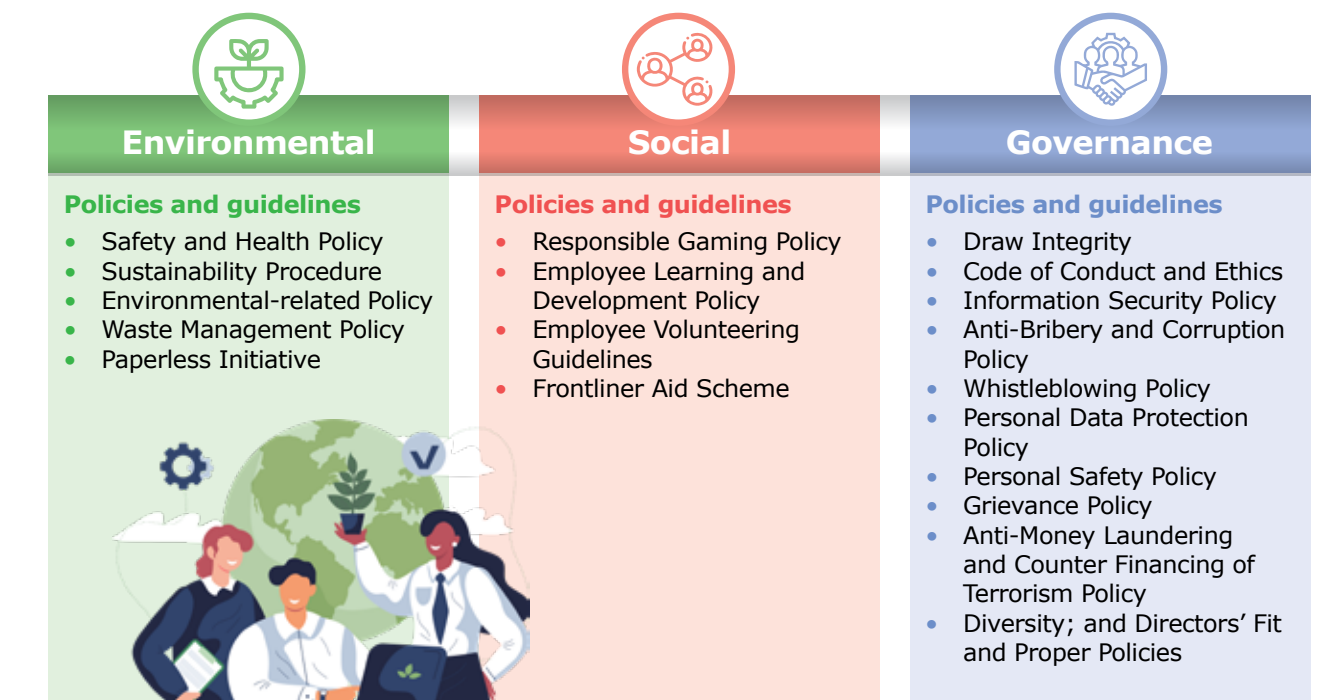 Environmental
Policies and guidelines
• Safety and Health Policy
• Sustainability Procedure
• Environmental-related Policy
• Waste Management Policy
• Paperless Initiative
Social
Policies and guidelines
• Responsible Gaming Policy
• Employee Learning and
Development Policy
• Employee Volunteering
Guidelines
• Frontliner Aid Scheme
Governance
Policies and guidelines
• Draw Integrity
• Code of Conduct and Ethics
• Information Security Policy
• Anti-Bribery and Corruption
Policy
• Whistleblowing Policy
• Personal Data Protection
Policy
• Personal Safety Policy
• Grievance Policy
• Anti-Money Laundering
and Counter Financing of
Terrorism Policy
• Diversity; and Directors’ Fit
and Proper Policies